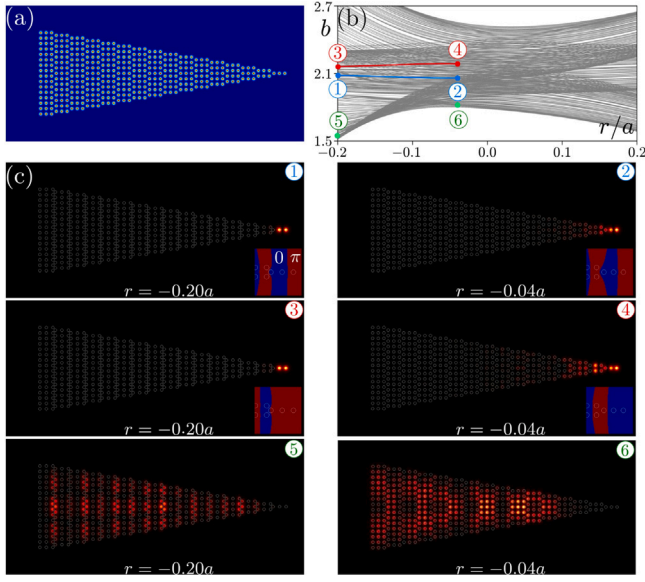 (a)
(b)
2.7
b
2.1
1.5
3
4
1
2
5
6
r/a
−0.2
−0.1
0.0
0.1
0.2
(c)
1
0 π
r = −0.20a
2
r = −0.04a
3
r = −0.20a
4
r = −0.04a
5
r = −0.20a
6
r = −0.04a